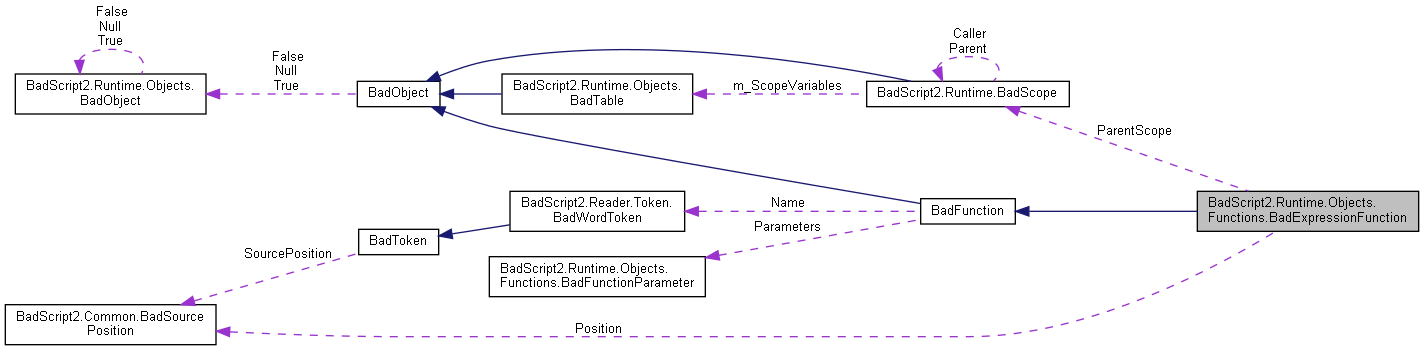 False
Null
True
BadScript2.Runtime.Objects.
BadObject
False
Null
True
BadObject
BadScript2.Runtime.Objects.
BadTable
m_ScopeVariables
Caller
Parent
BadScript2.Runtime.BadScope
ParentScope
BadScript2.Runtime.Objects.
Functions.BadExpressionFunction
BadFunction
Name
Parameters
BadScript2.Reader.Token.
BadWordToken
BadToken
SourcePosition
BadScript2.Runtime.Objects.
Functions.BadFunctionParameter
BadScript2.Common.BadSource
Position
Position